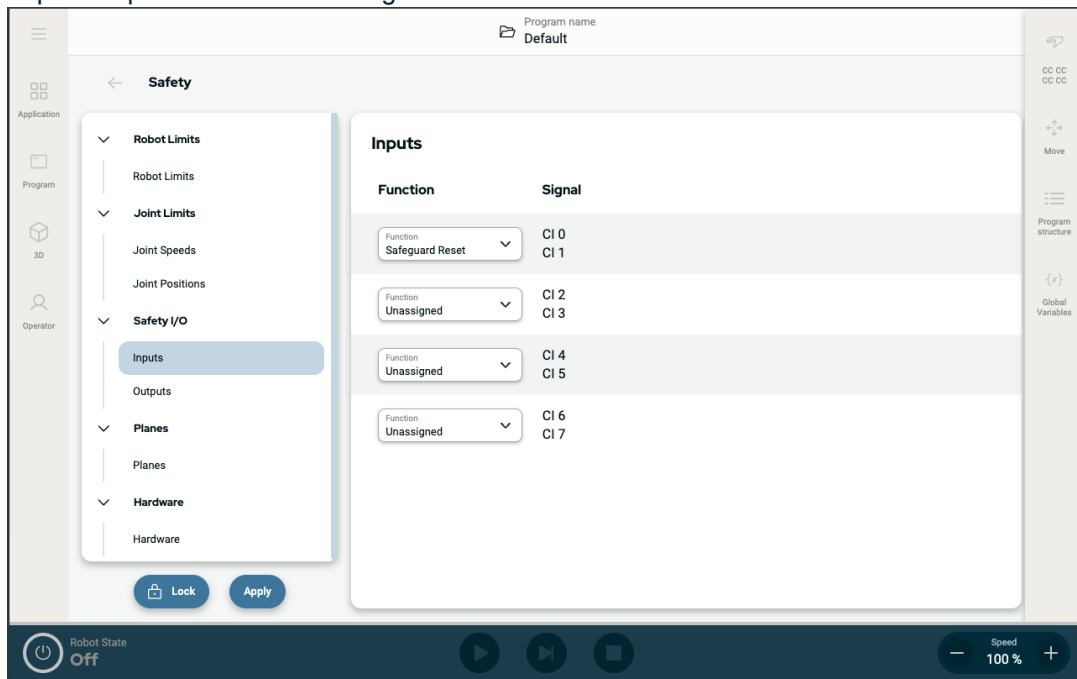 Program name
Default
Application
Program
3D
Operator
Safety
Robot Limits
Robot Limits
Joint Limits
Joint Speeds
Joint Positions
Safety I/O
Inputs
Outputs
Planes
Planes
Hardware
Hardware
Lock
Apply
Inputs
Function Signal
Function
Safeguard Reset
CI 0
CI 1
Function
Unassigned
CI 2
CI 3
Function
Unassigned
CI 4
CI 5
Function
Unassigned
CI 6
CI 7
CC CC
CC CC
Move
Program
structure
{x}
Global
Variables
Robot State
Off
Speed
100 %